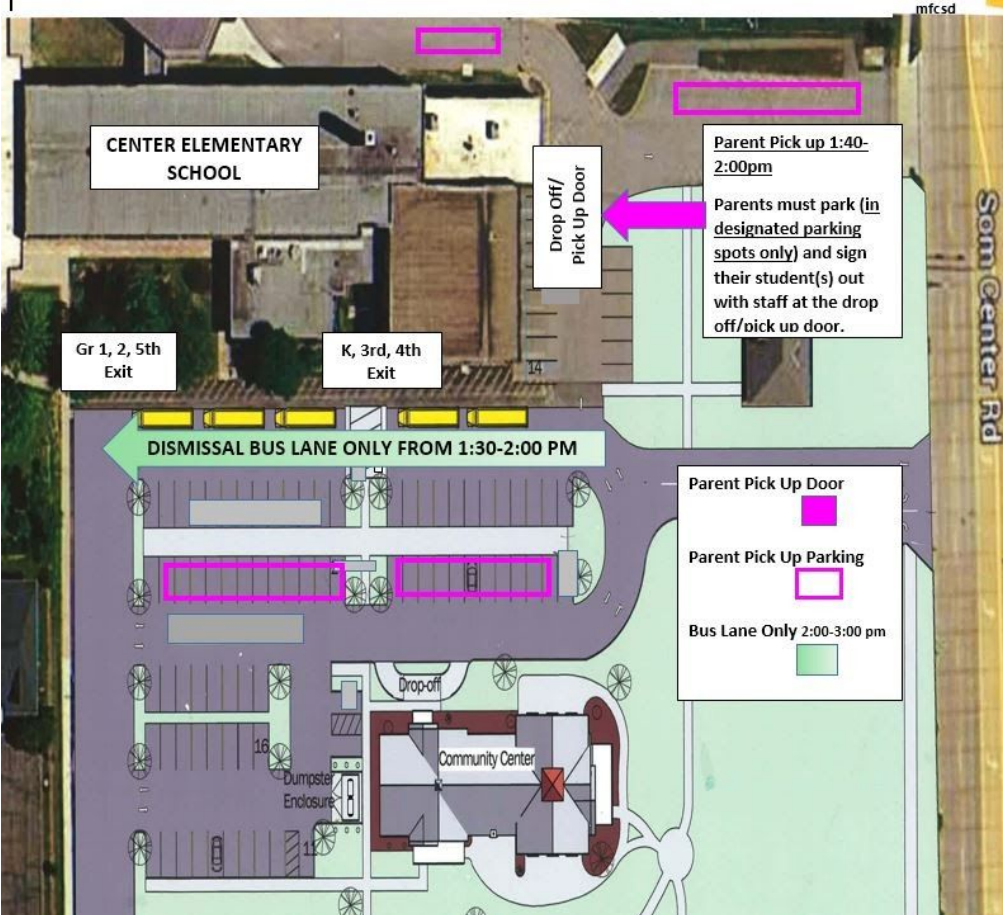 mfcsd
CENTER ELEMENTARY
SCHOOL
Drop Off/
Pick Up Door
Parent Pick up 1:40-
2:00pm
Parents must park (in
designated parking
spots only) and sign
their student(s) out
with staff at the drop
off/pick up door.
Som Center Rd
Gr 1, 2, 5th
Exit
K, 3rd, 4th
Exit
14
DISMISSAL BUS LANE ONLY FROM 1:30-2:00 PM
Parent Pick Up Door
Parent Pick Up Parking
Bus Lane Only 2:00-3:00 pm
Drop-off
16
Community Center
Dumpster
Enclosure
11